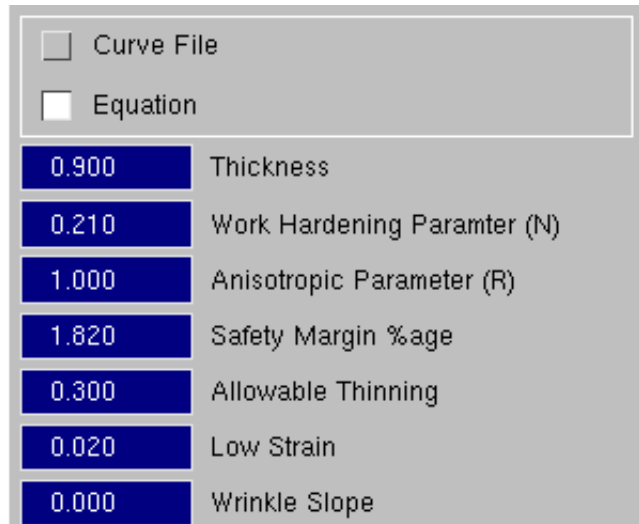 Curve File
Equation
0.900 Thickness
0.210 Work Hardening Paramter (N)
1.000 Anisotropic Parameter (R)
1.820 Safety Margin %age
0.300 Allowable Thinning
0.020 Low Strain
0.000 Wrinkle Slope